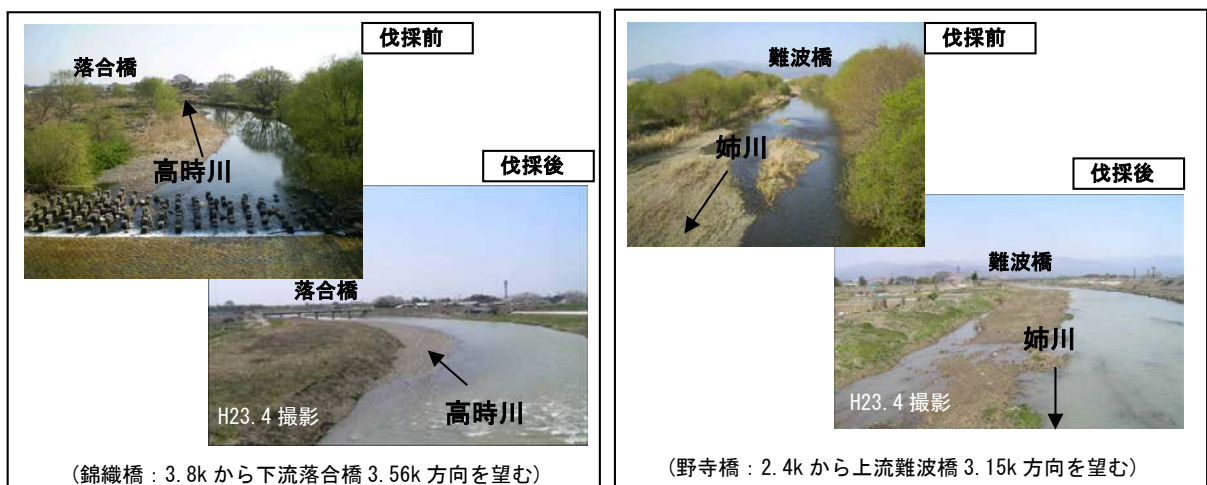 伐採前
落合橋
高時川
伐採後
落合橋
高時川
H23.4 撮影
(錦織橋：3.8k から下流落合橋 3.56k 方向を望む)
伐採前
難波橋
姉川
伐採後
難波橋
姉川
H23.4 撮影
(野寺橋：2.4k から上流難波橋 3.15k 方向を望む)